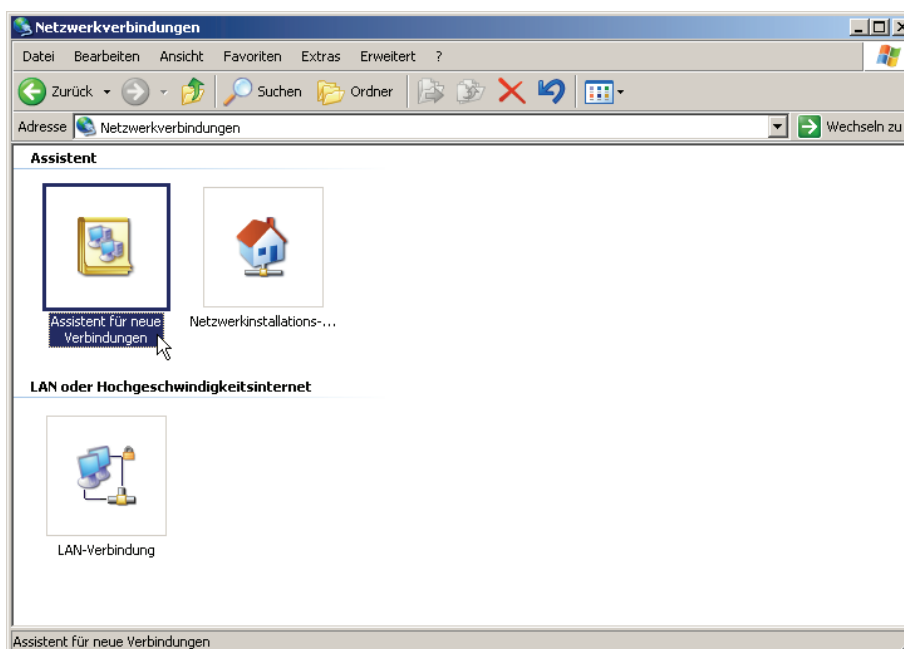 Netzwerkverbindungen
Datei Bearbeiten Ansicht Favoriten Extras Erweitert ?
Zurück Suchen Ordner
Adresse Netzwerkverbindungen Wechseln zu
Assistent
Assistent für neue
Verbindungen
Netzwerkinstallations-...
LAN oder Hochgeschwindigkeitsinternet
LAN-Verbindung
Assistent für neue Verbindungen